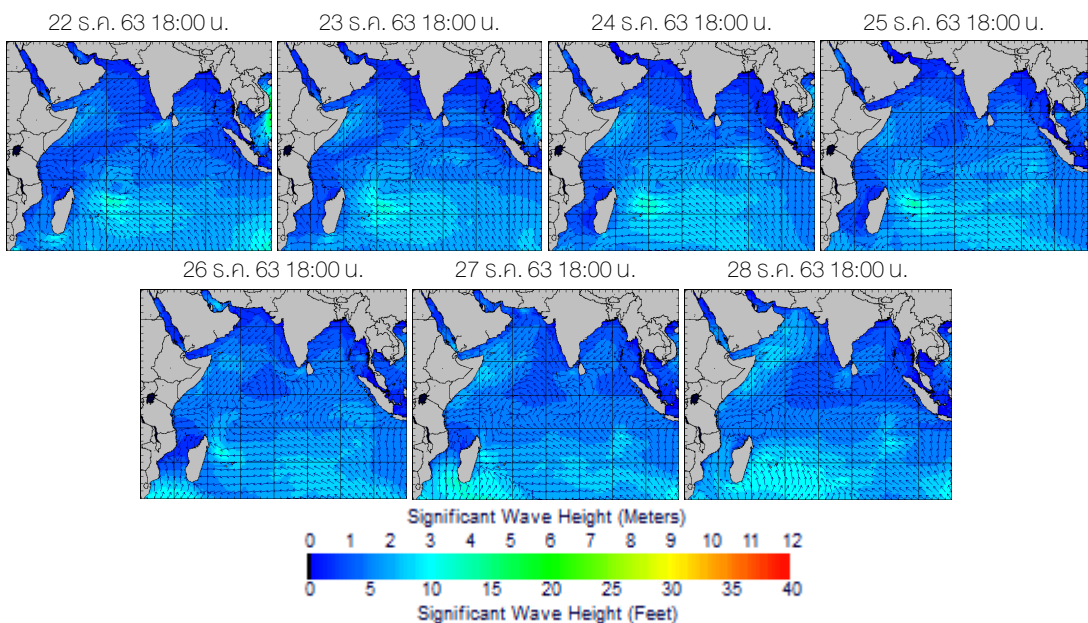 22 ธ.ค. 63 18:00 น.
23 ธ.ค. 63 18:00 น.
24 ธ.ค. 63 18:00 น.
25 ธ.ค. 63 18:00 น.
26 ธ.ค. 63 18:00 น.
27 ธ.ค. 63 18:00 น.
28 ธ.ค. 63 18:00 น.
Significant Wave Height (Meters)
0 1 2 3 4 5 6 7 8 9 10 11 12
0 5 10 15 20 25 30 35 40
Significant Wave Height (Feet)